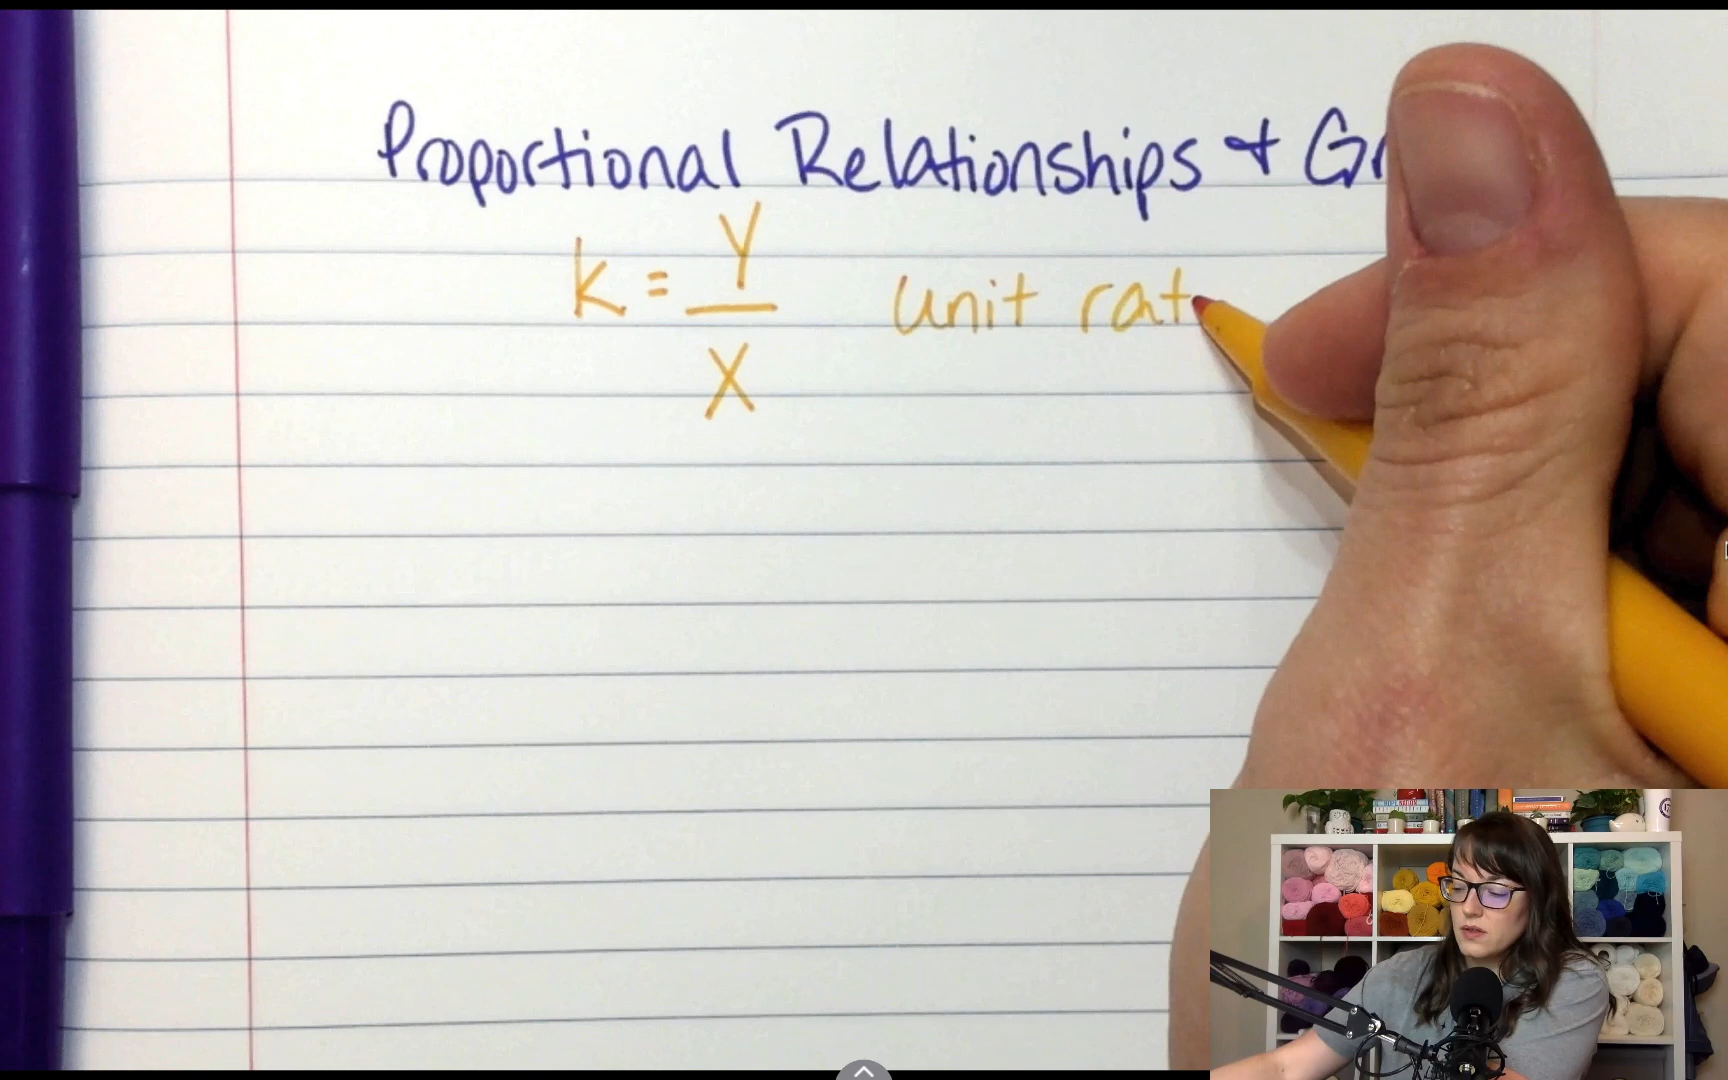 Proportional Relationships + Gr
k = Y/X unit rat